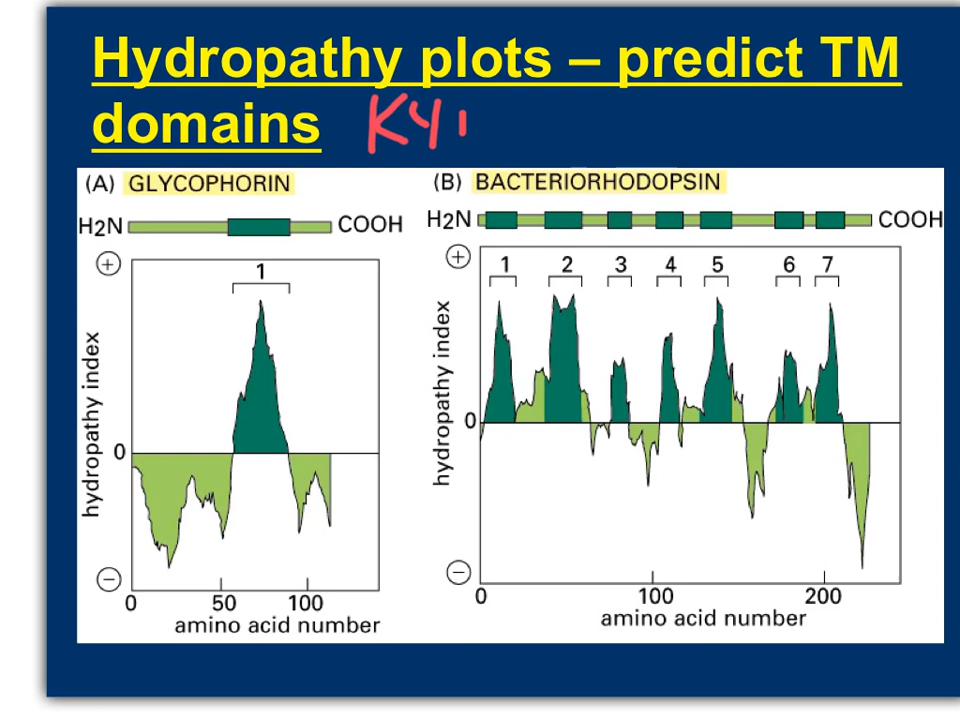 Hydropathy plots – predict TM
domains KYI
(A) GLYCOPHORIN
H2N COOH
+
1
hydropathy index
0
−
0 50 100
amino acid number
(B) BACTERIORHODOPSIN
H2N COOH
+
1 2 3 4 5 6 7
hydropathy index
0
−
0 100 200
amino acid number